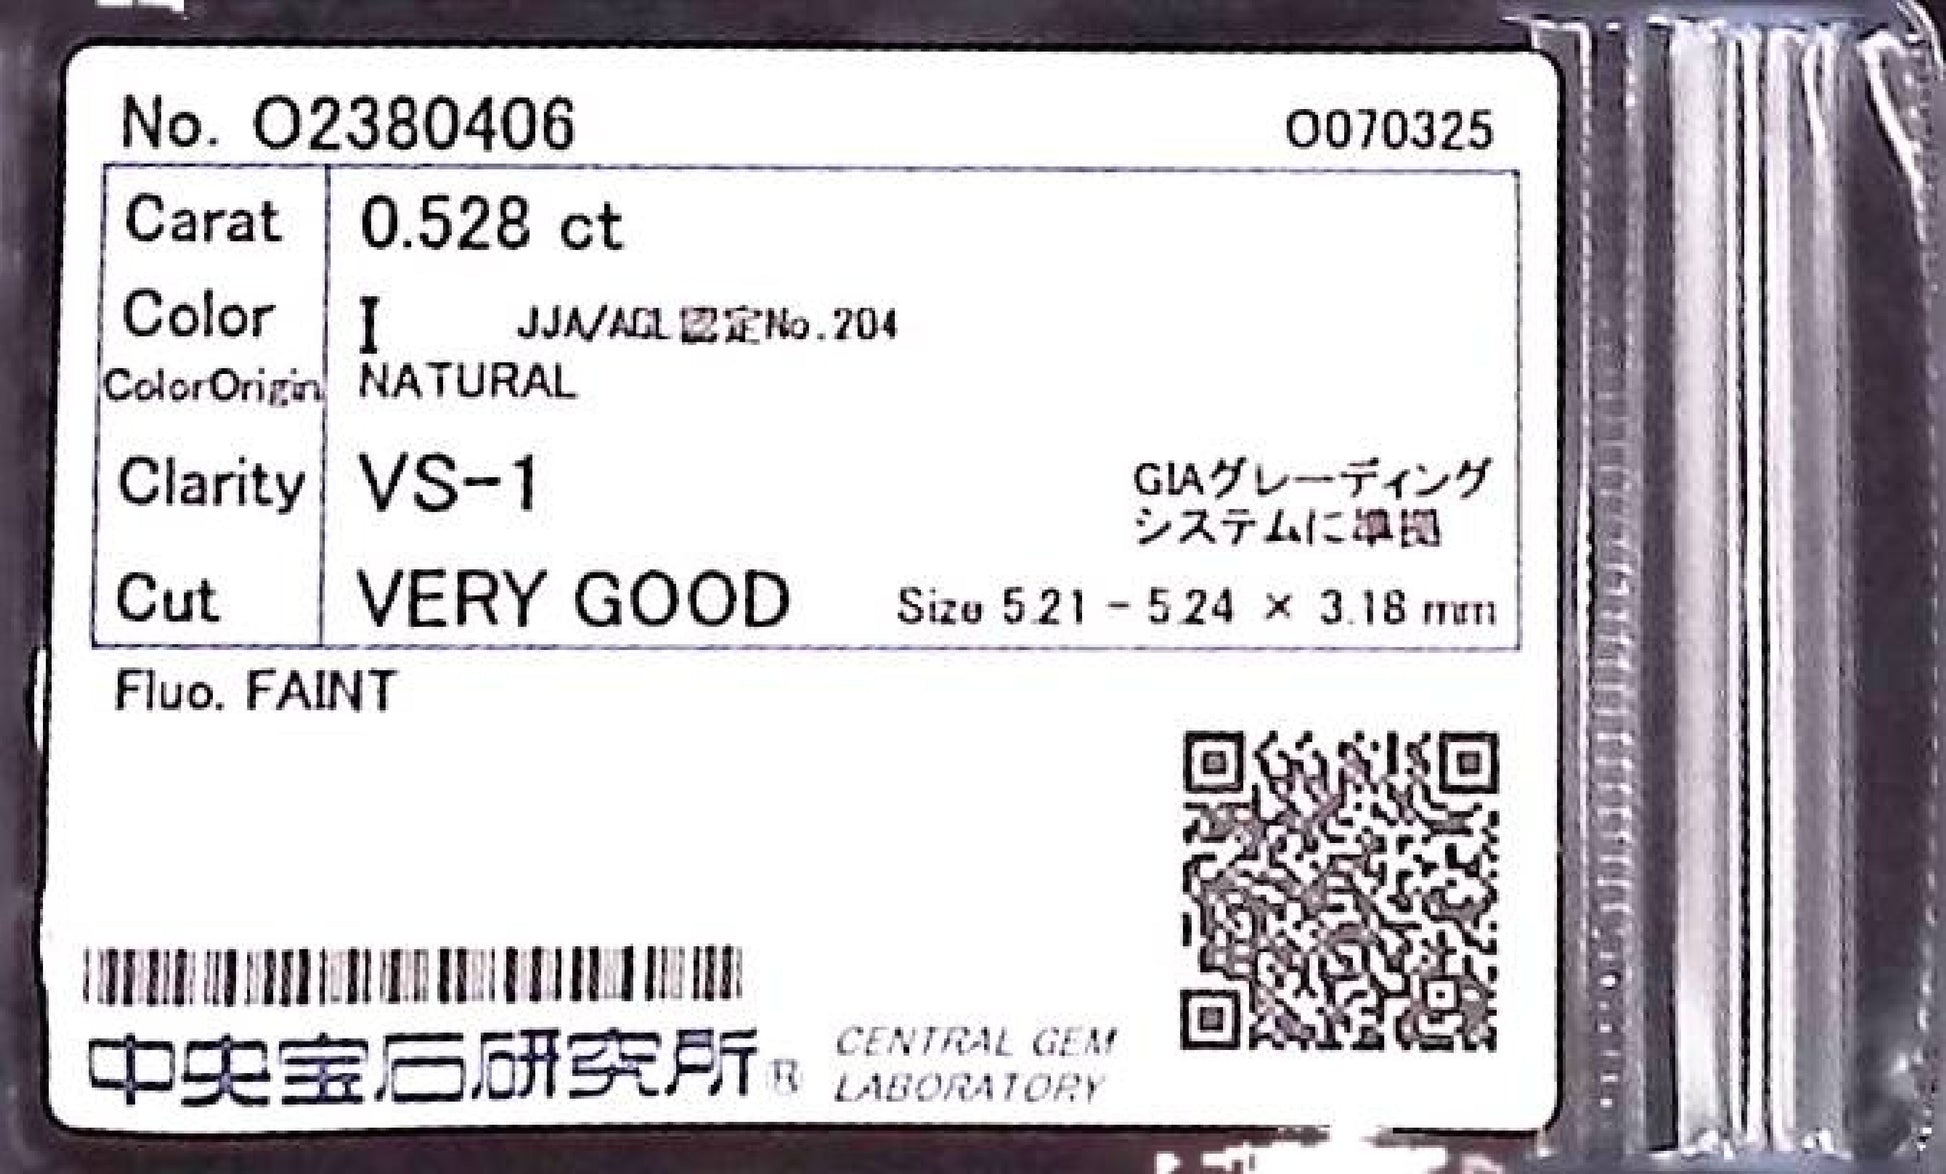 No. O2380406
O070325
Carat 0.528 ct
Color I JJA/AGL認定No.204
ColorOrigin NATURAL
Clarity VS-1
GIAグレーディング
システムに準拠
Cut VERY GOOD Size 5.21 - 5.24 × 3.18 mm
Fluo. FAINT
中央宝石研究所® CENTRAL GEM
LABORATORY